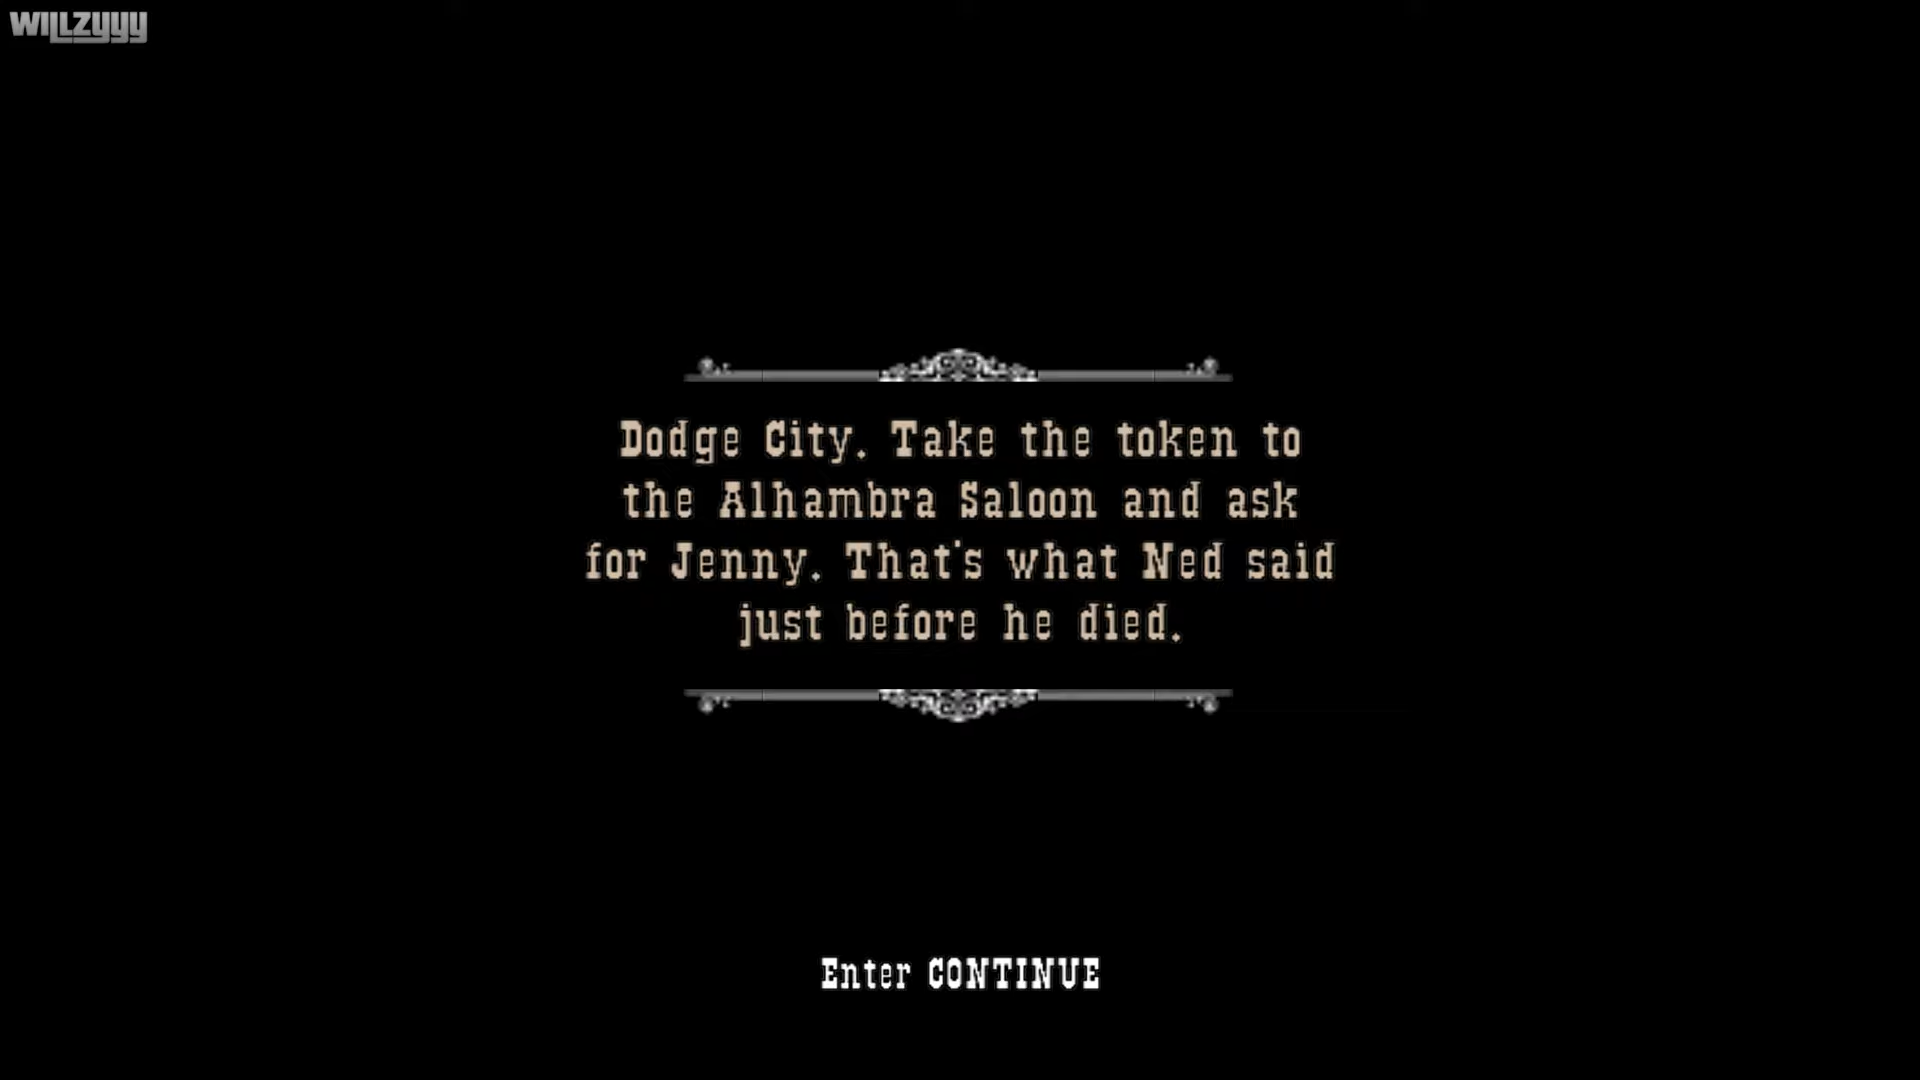 WILLZYYY
Dodge City. Take the token to
the Alhambra Saloon and ask
for Jenny. That's what Ned said
just before he died.
Enter CONTINUE